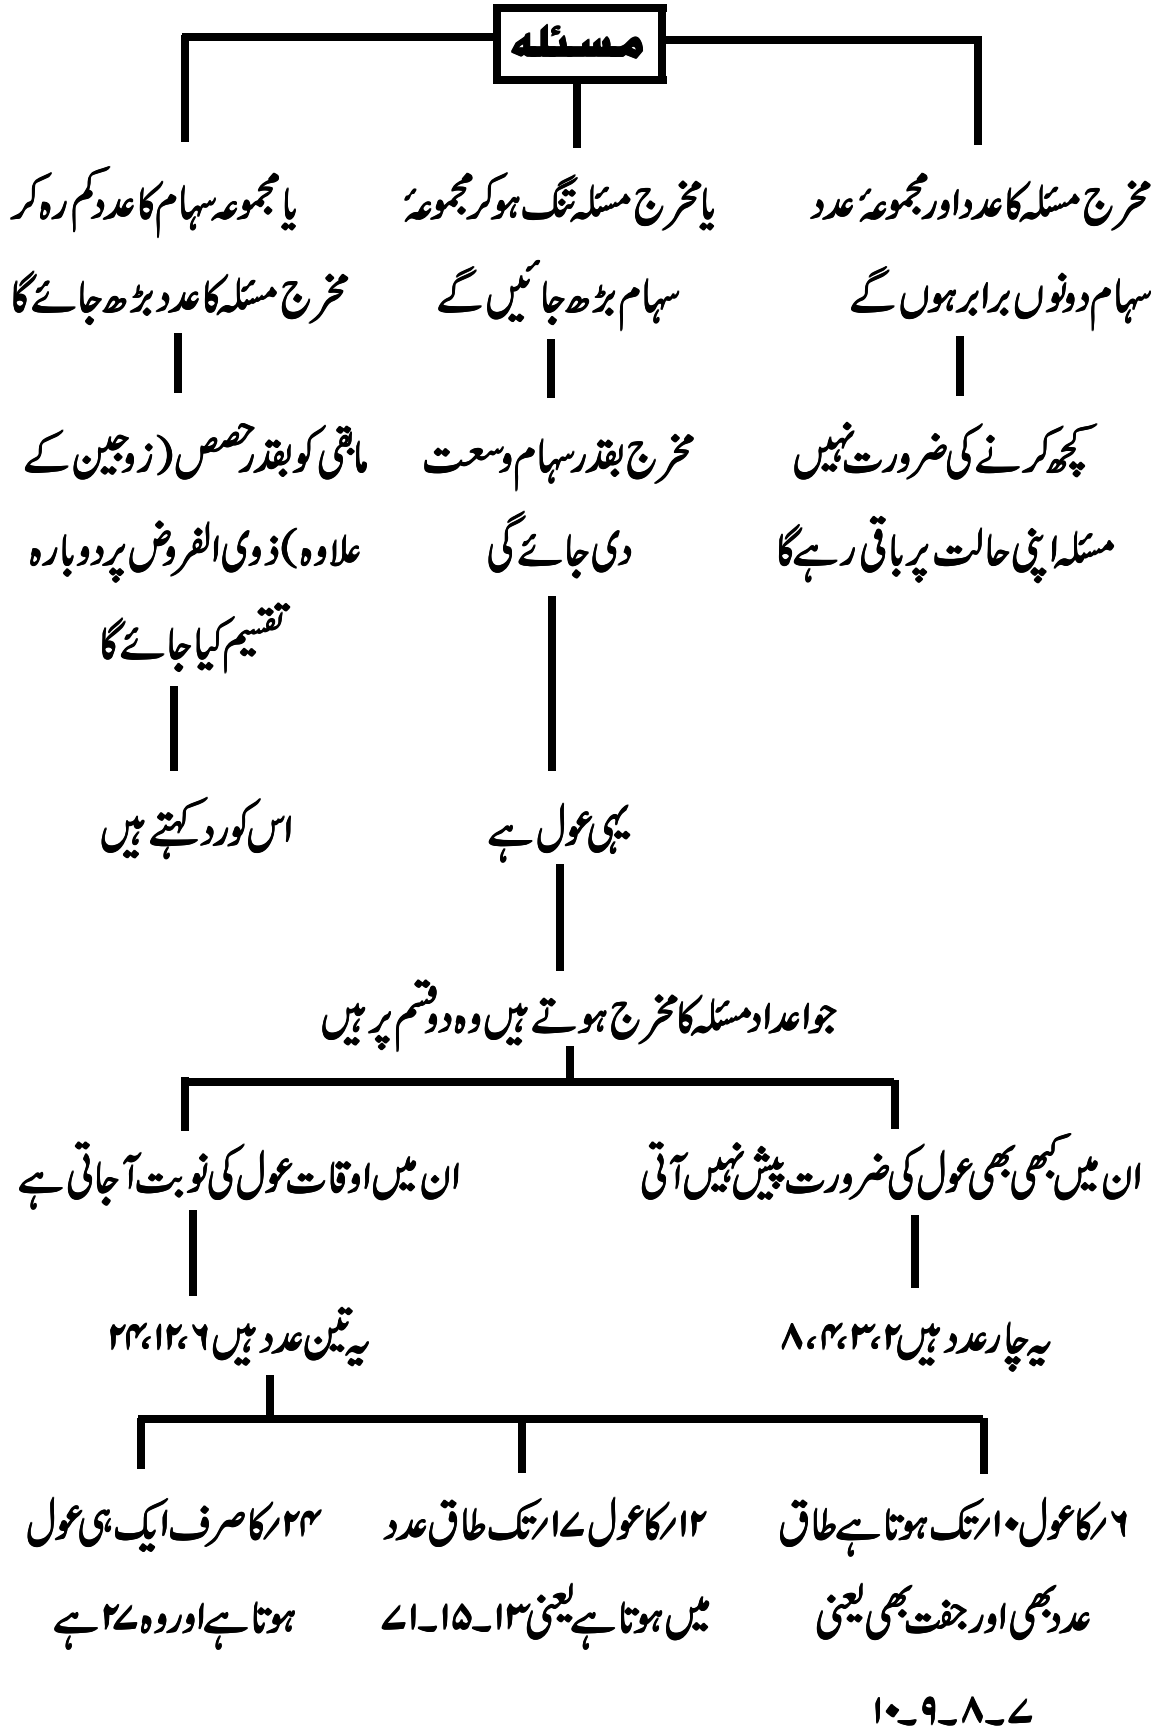 مسئلہ
مخرج مسئلہ کا عدد اور مجموعۂ عدد
سہام دونوں برابر ہوں گے
کچھ کرنے کی ضرورت نہیں
مسئلہ اپنی حالت پر باقی رہے گا
یا مخرج مسئلہ تنگ ہو کر مجموعۂ
سہام بڑھ جائیں گے
مخرج بقدر سہام وسعت
دی جائے گی
یہی عول ہے
یا مجموعہ سہام کا عدد کم رہ کر
مخرج مسئلہ کا عدد بڑھ جائے گا
مابقی کو بقدر حصص (زوجین کے
علاوہ) ذوی الفروض پر دوبارہ
تقسیم کیا جائے گا
اس کو رد کہتے ہیں
جو اعداد مسئلہ کا مخرج ہوتے ہیں وہ دو قسم پر ہیں
ان میں کبھی بھی عول کی ضرورت پیش نہیں آتی
یہ چار عدد ہیں ۲،۳،۴،۸
ان میں اوقات عول کی نوبت آجاتی ہے
یہ تین عدد ہیں ۶،۱۲،۲۴
۶؍کا عول ۱۰؍تک ہوتا ہے طاق
عدد بھی اور جفت بھی یعنی
۷۔۸۔۹۔۱۰
۱۲؍کا عول ۱۷؍تک طاق عدد
میں ہوتا ہے یعنی ۱۳۔۱۵۔۱۷
۲۴؍کا صرف ایک ہی عول
ہوتا ہے اور وہ ۲۷ ہے